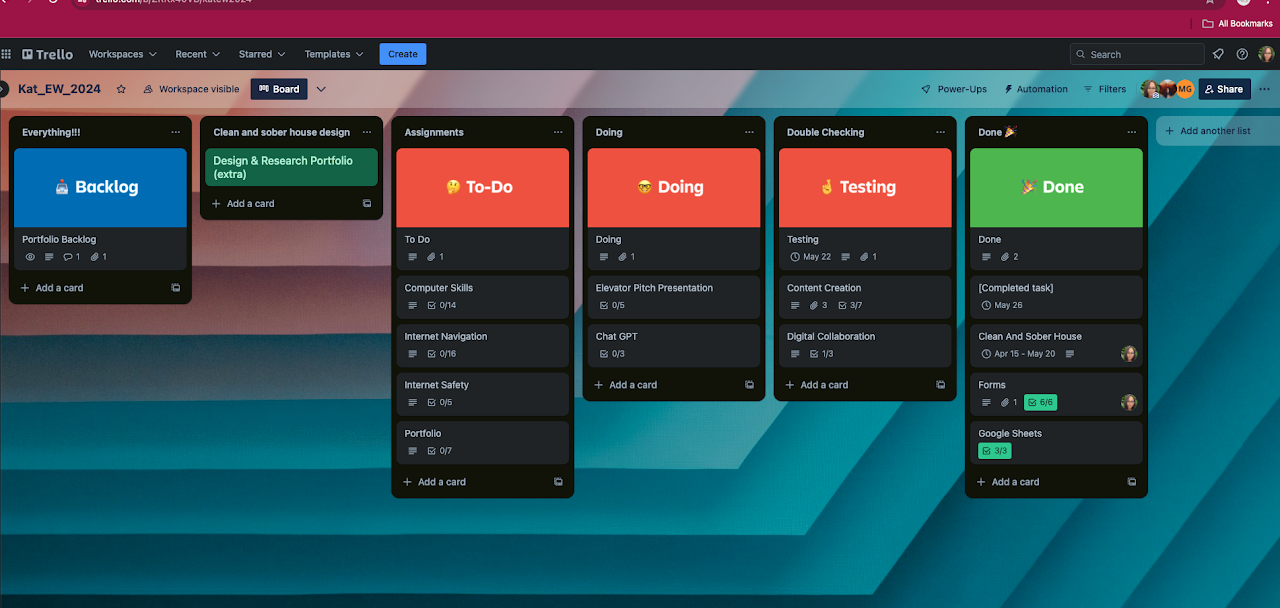 All Bookmarks
Trello
Workspaces
Recent
Starred
Templates
Create
Search
Kat_EW_2024
Workspace visible
Board
Power-Ups
Automation
Filters
MG
Share
Everything!!!
Backlog
Portfolio Backlog
1
1
Add a card
Clean and sober house design
Design & Research Portfolio
(extra)
Add a card
Assignments
🤔 To-Do
To Do
1
Computer Skills
0/14
Internet Navigation
0/16
Internet Safety
0/5
Portfolio
0/7
Add a card
Doing
🤓 Doing
Doing
1
Elevator Pitch Presentation
0/5
Chat GPT
0/3
Add a card
Double Checking
🤞 Testing
Testing
May 22
1
Content Creation
3
3/7
Digital Collaboration
1/3
Add a card
Done 🎉
🎉 Done
Done
2
[Completed task]
May 26
Clean And Sober House
Apr 15 - May 20
Forms
1
6/6
Google Sheets
3/3
Add a card
Add another list